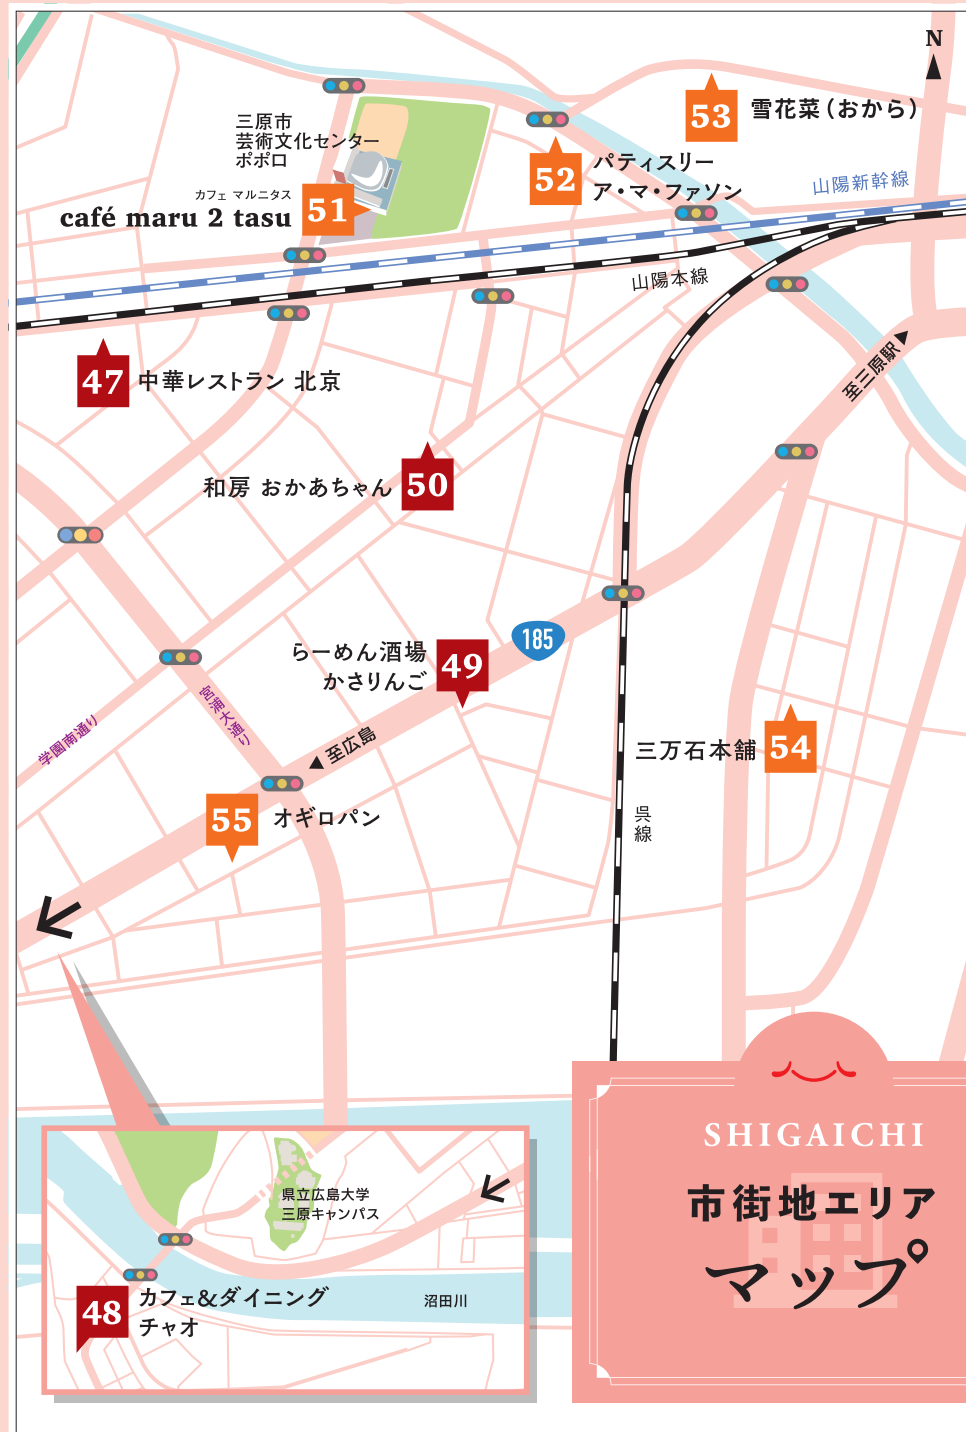 N
53
雪花菜(おから)
三原市
芸術文化センター
ポポロ
52
パティスリー
ア・マ・ファソン
山陽新幹線
カフェ マルニタス
café maru 2 tasu
51
山陽本線
至三原駅
47
中華レストラン 北京
和房 おかあちゃん
50
185
らーめん酒場
かさりんご
49
宮浦大通り
学園南通り
至広島
三万石本舗
54
呉線
55
オギロパン
県立広島大学
三原キャンパス
48
カフェ&ダイニング
チャオ
沼田川
SHIGAICHI
市街地エリア
マップ